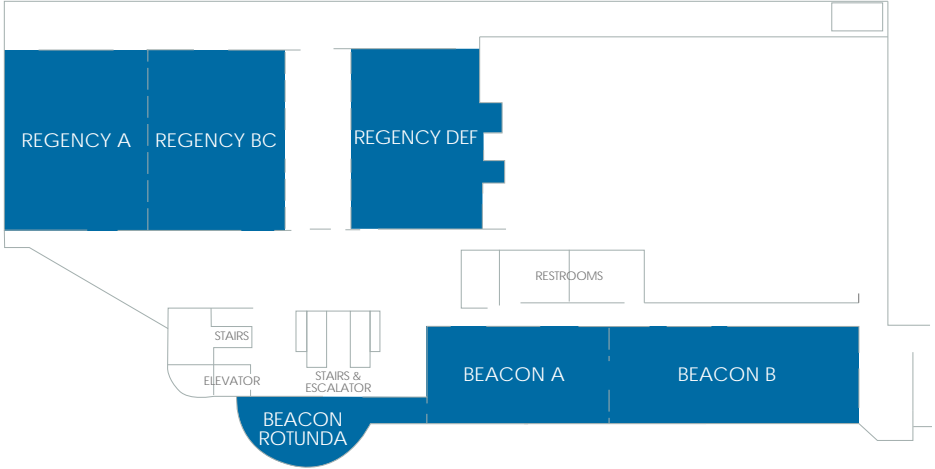 REGENCY A
REGENCY BC
REGENCY DEF
RESTROOMS
STAIRS
ELEVATOR
STAIRS &
ESCALATOR
BEACON A
BEACON B
BEACON
ROTUNDA